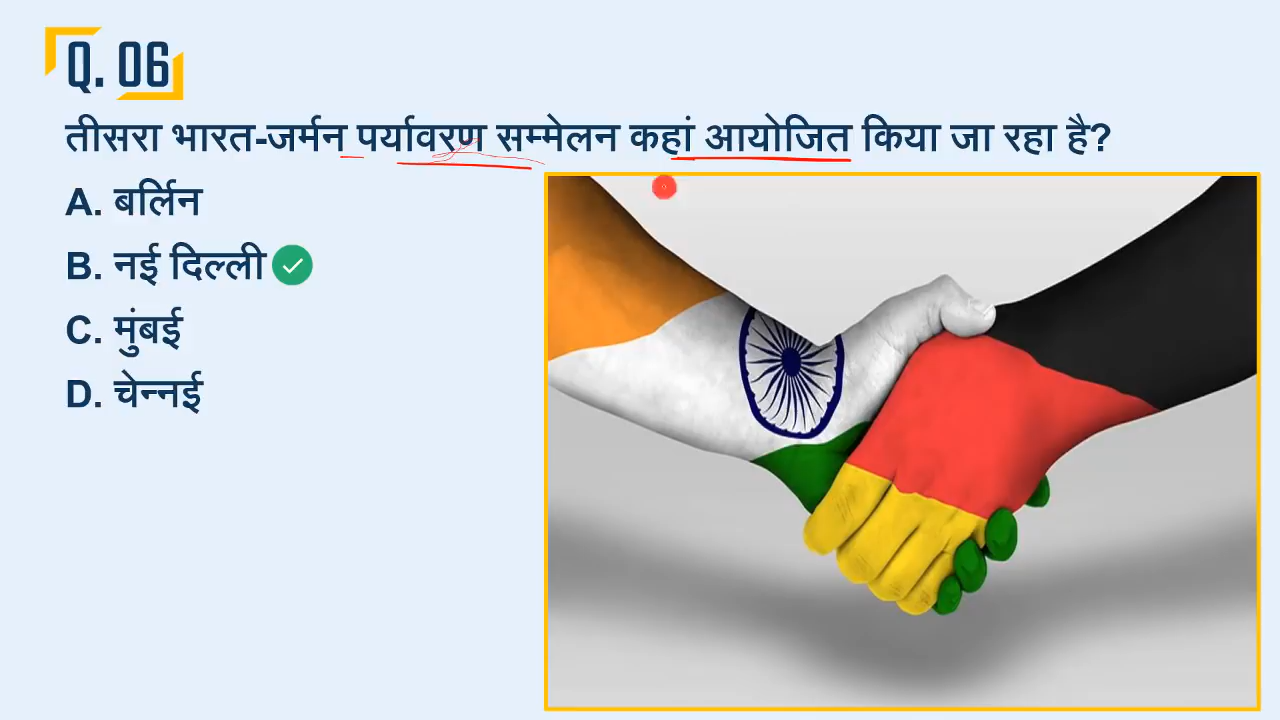 Q. 06
तीसरा भारत-जर्मन पर्यावरण सम्मेलन कहां आयोजित किया जा रहा है?
A. बर्लिन
B. नई दिल्ली
C. मुंबई
D. चेन्नई